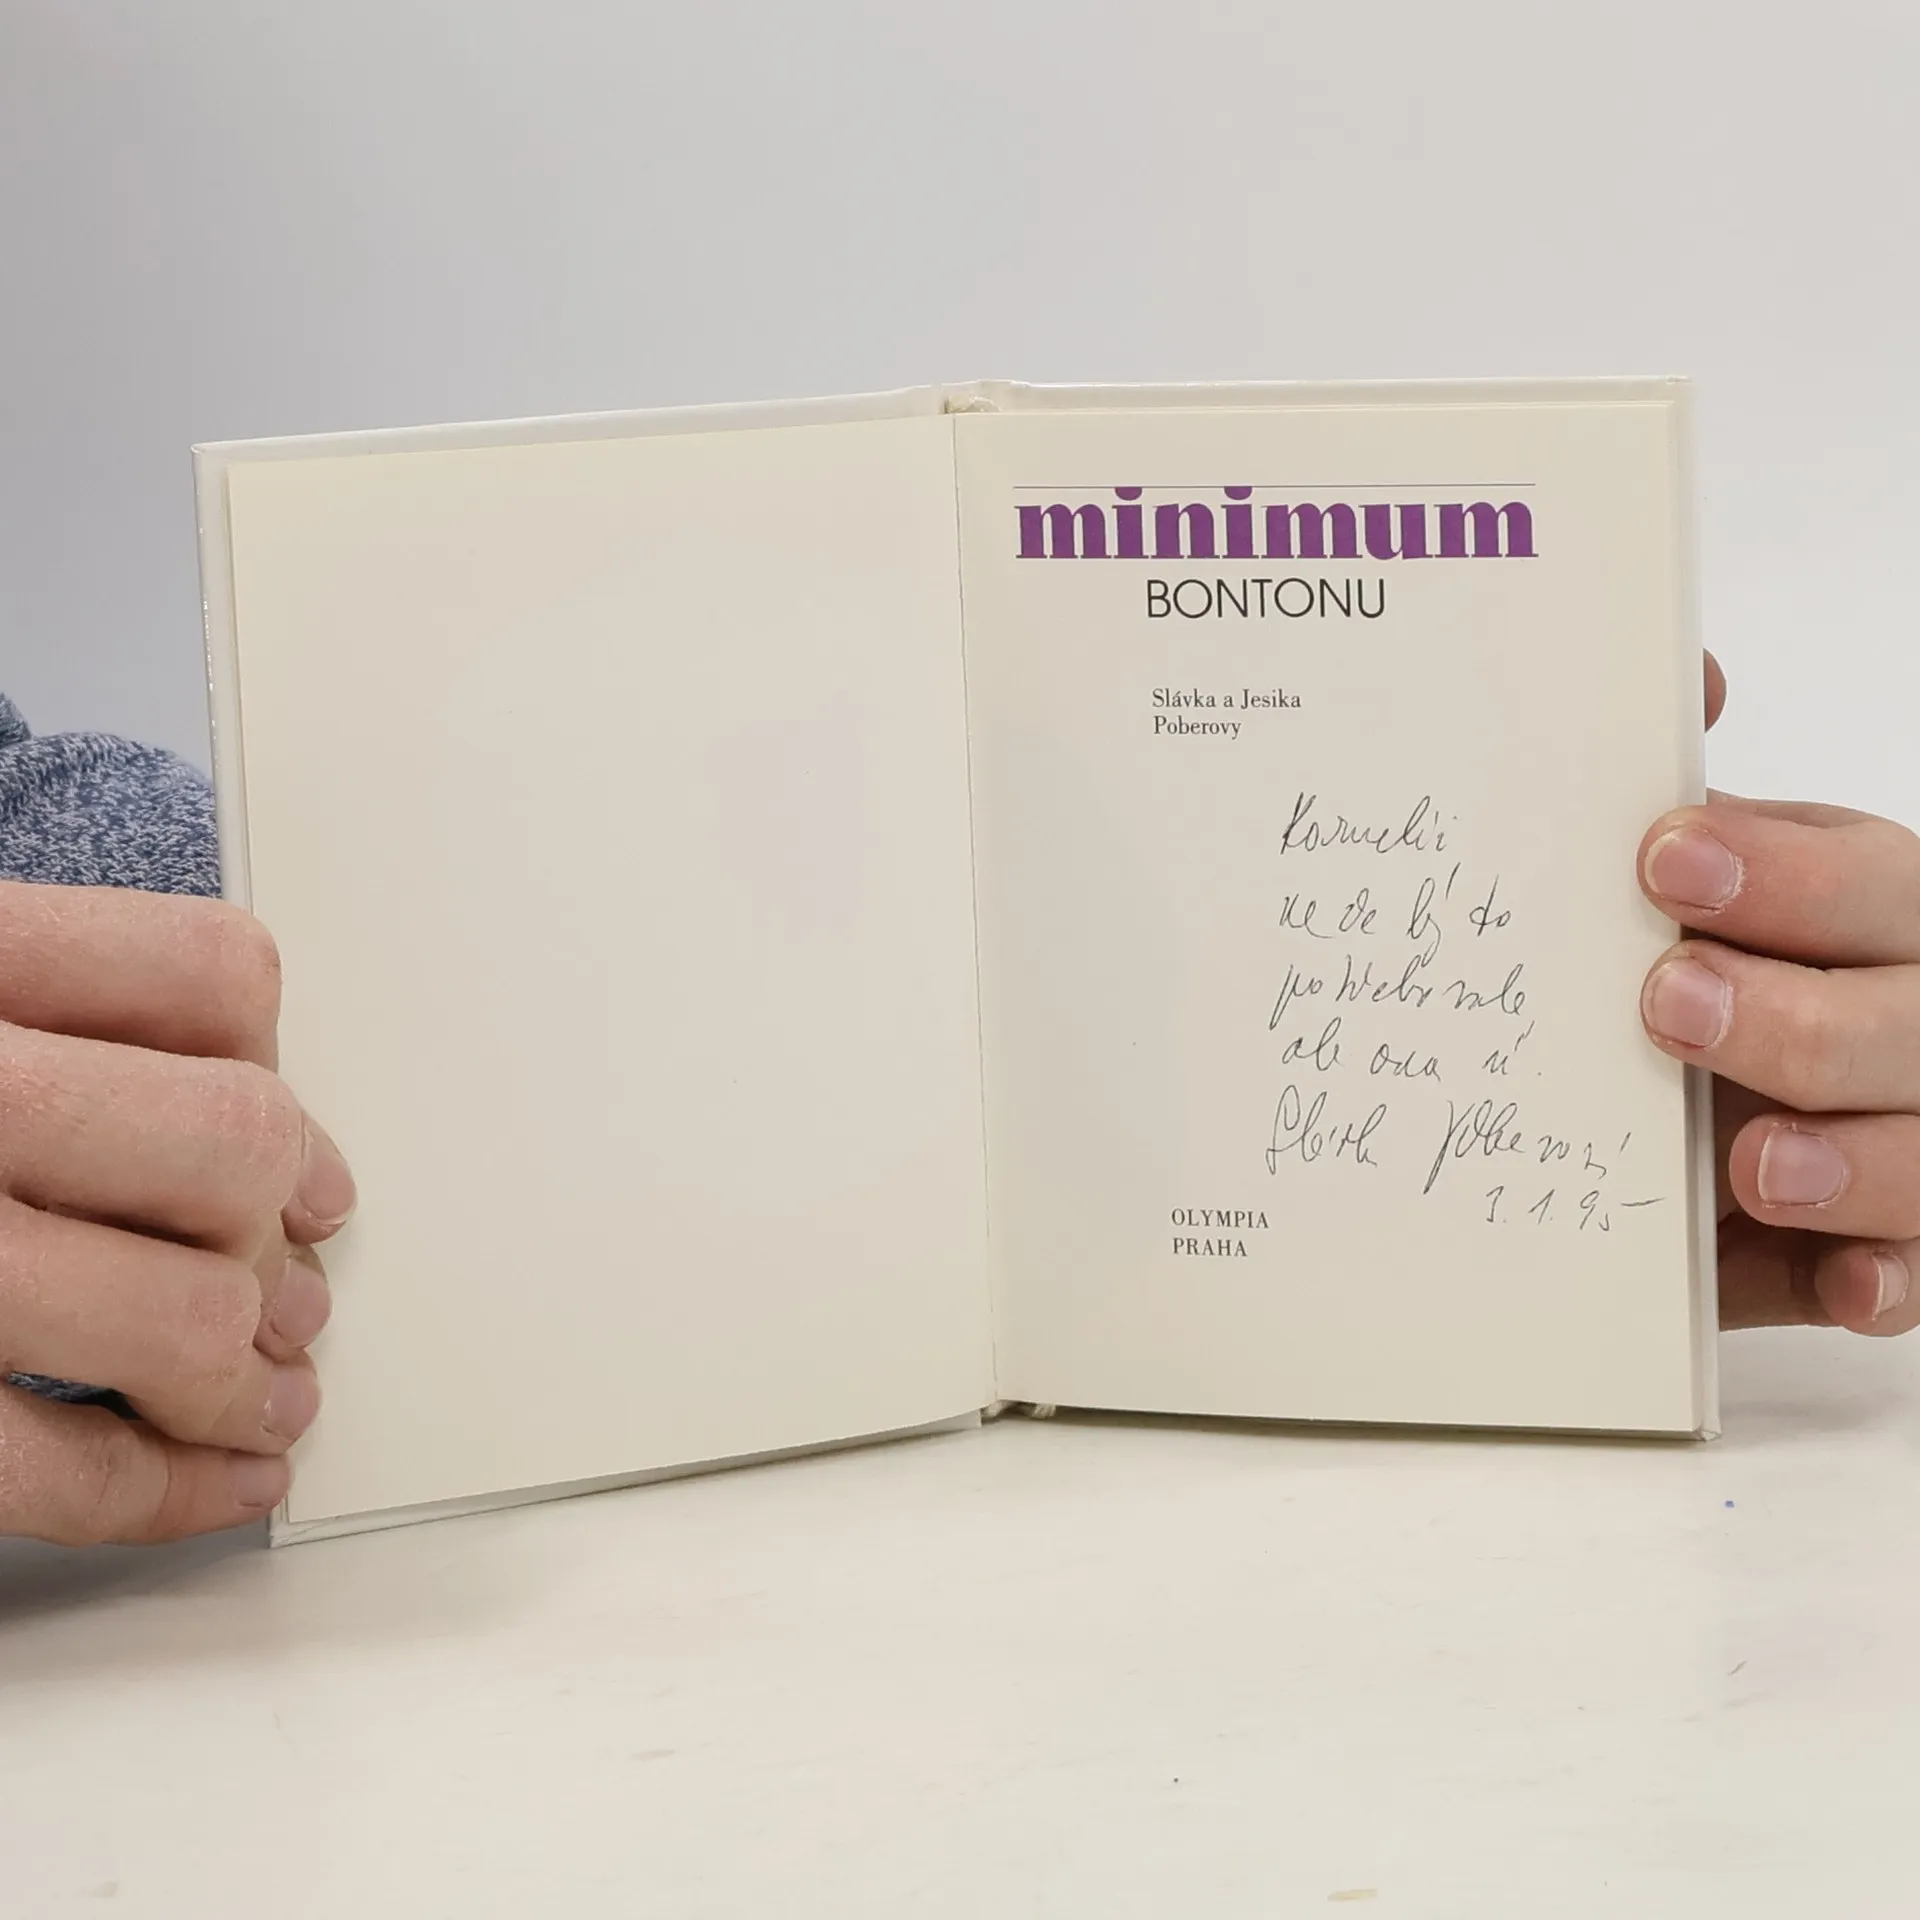 minimum
BONTONU
Slávka a Jesika
Poberovy
Kornelii
ne že by to
potřebovala
ale ona ví.
Slávka Poberová
3. 1. 95
OLYMPIA
PRAHA